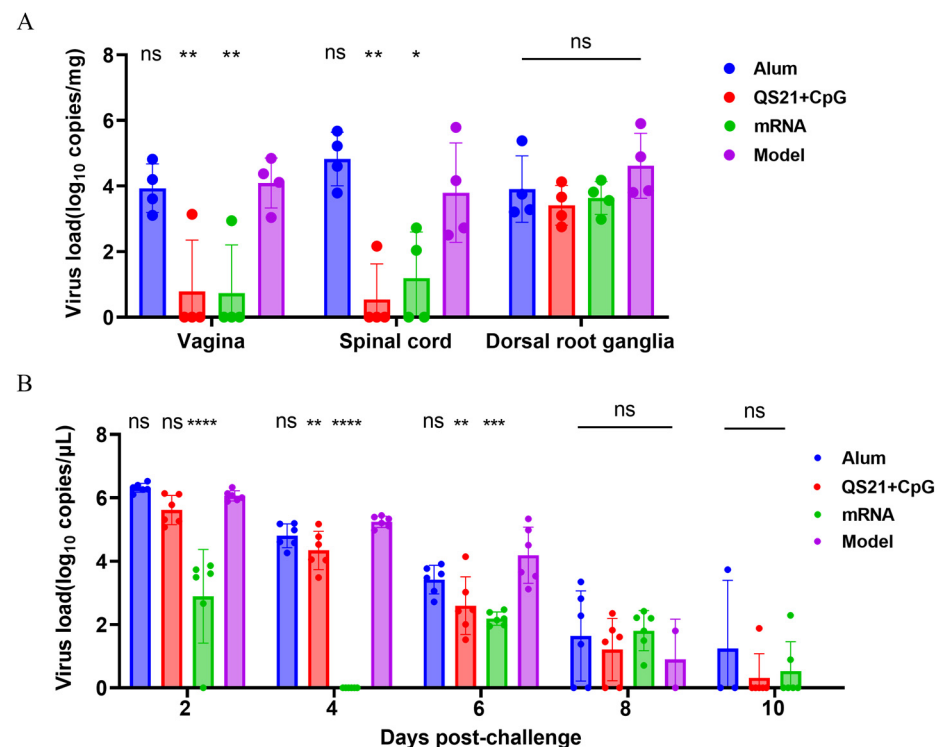 A
Virus load(log10 copies/mg)
8
6
4
2
0
ns ** ** ns ** * ns
Vagina Spinal cord Dorsal root ganglia
Alum
QS21+CpG
mRNA
Model
B
Virus load(log10 copies/µL)
8
6
4
2
0
ns ns **** ns ** **** ns ** *** ns ns
2 4 6 8 10
Days post-challenge
Alum
QS21+CpG
mRNA
Model